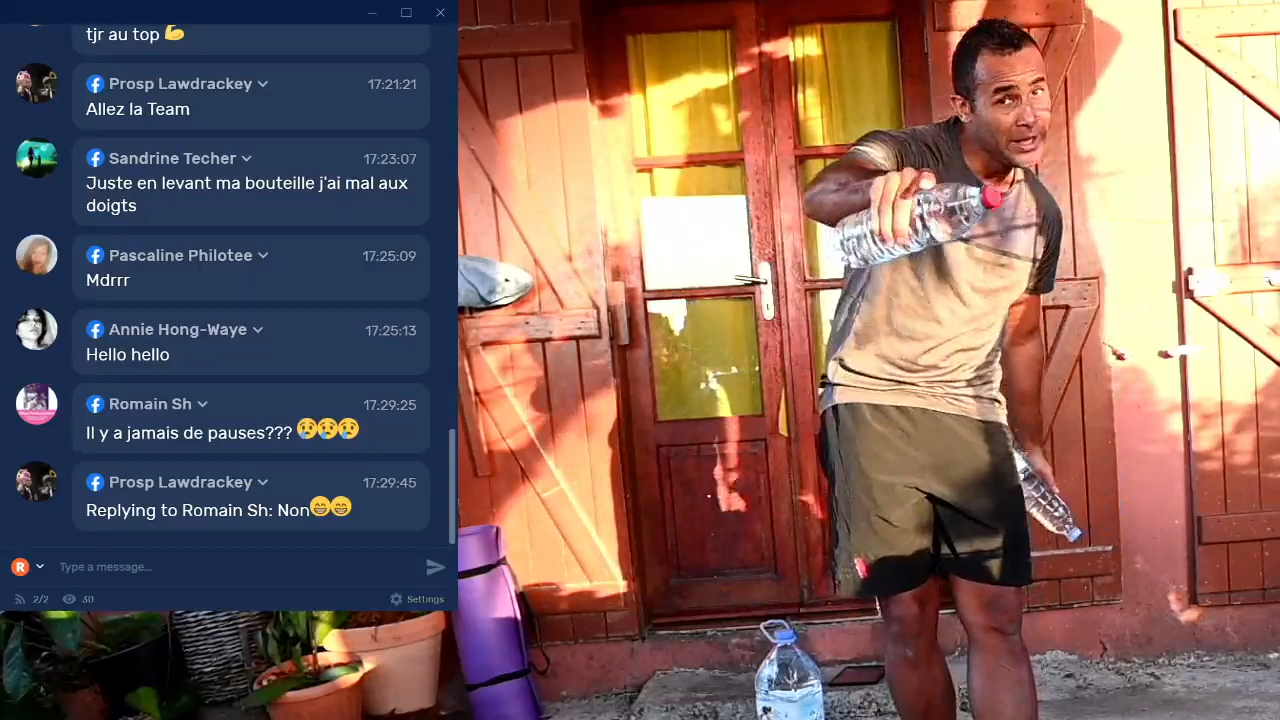 tjr au top 💪
Prosp Lawdrackey 17:21:21
Allez la Team
Sandrine Techer 17:23:07
Juste en levant ma bouteille j'ai mal aux
doigts
Pascaline Philotee 17:25:09
Mdrrr
Annie Hong-Waye 17:25:13
Hello hello
Romain Sh 17:29:25
Il y a jamais de pauses??? 😢😢😢
Prosp Lawdrackey 17:29:45
Replying to Romain Sh: Non😁😁
R Type a message...
2/2 30 Settings